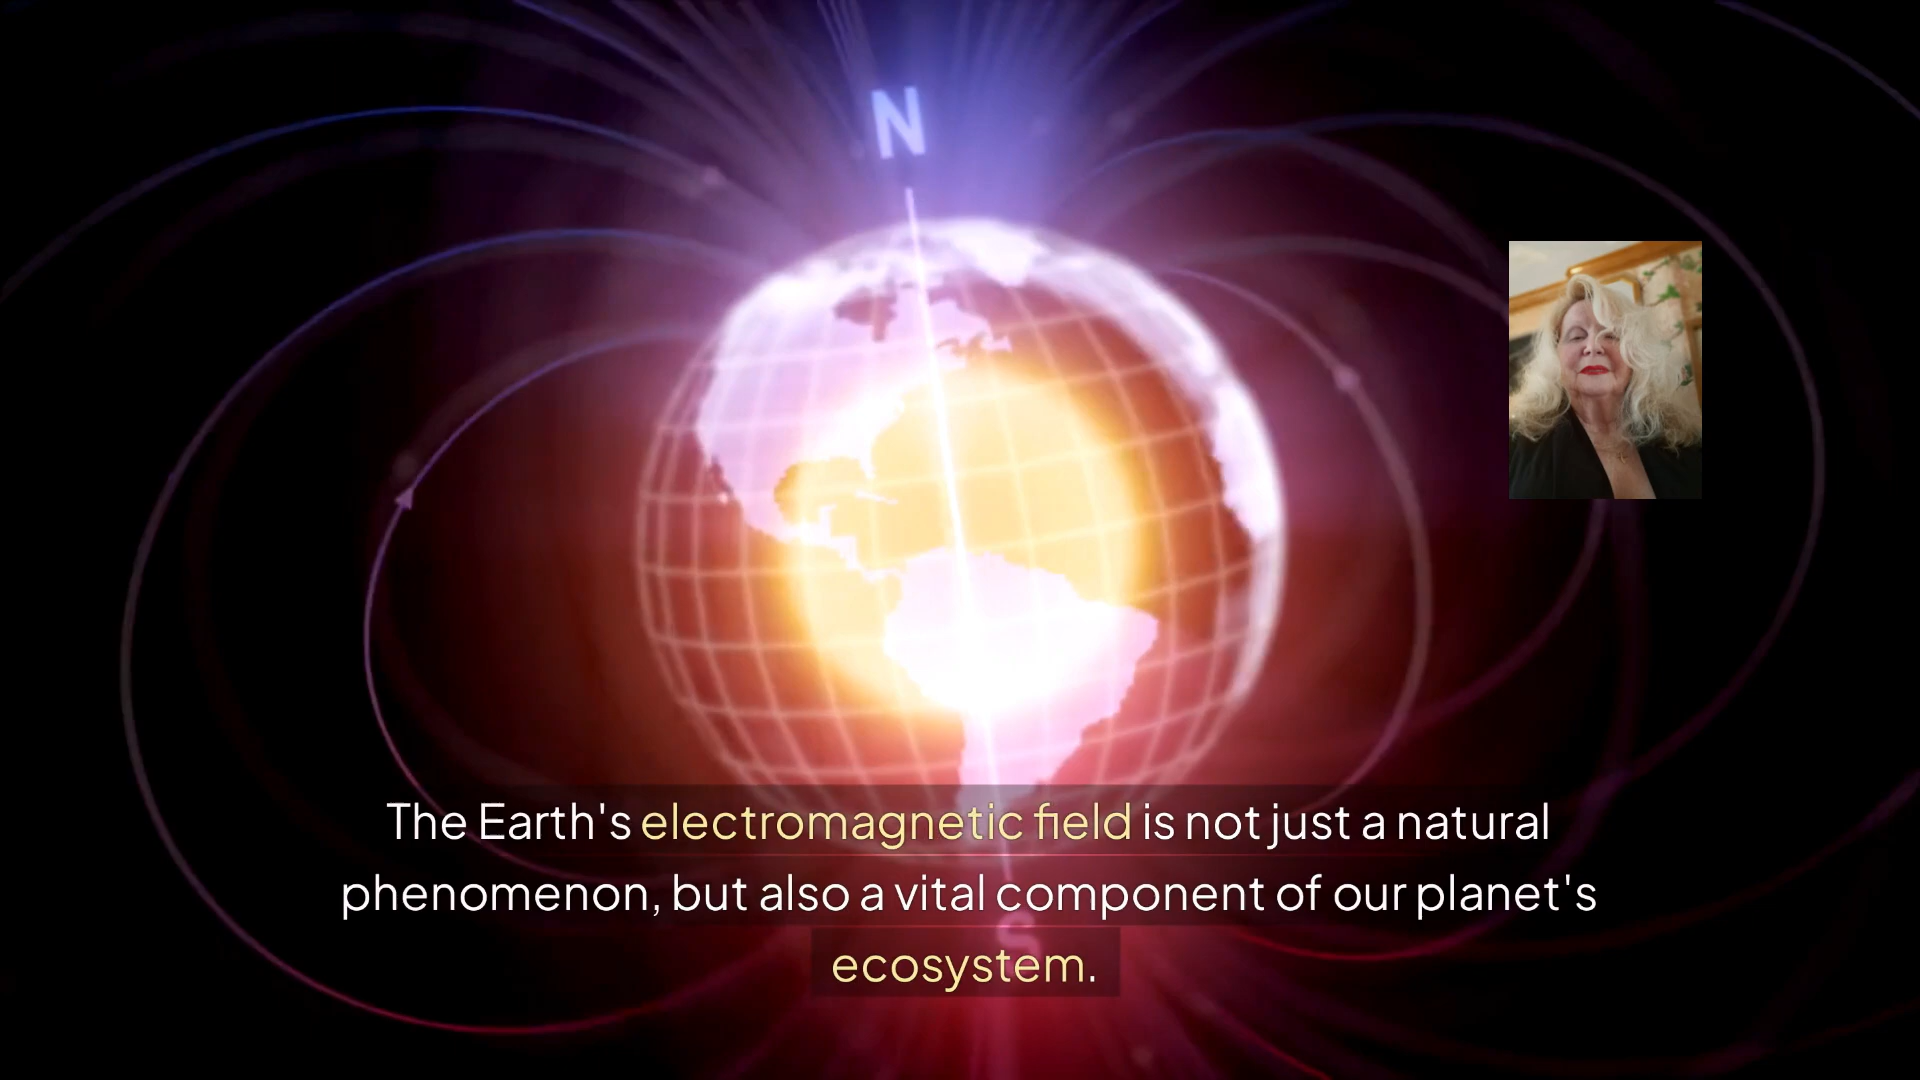 N
The Earth's electromagnetic field is not just a natural
phenomenon, but also a vital component of our planet's
S
ecosystem.